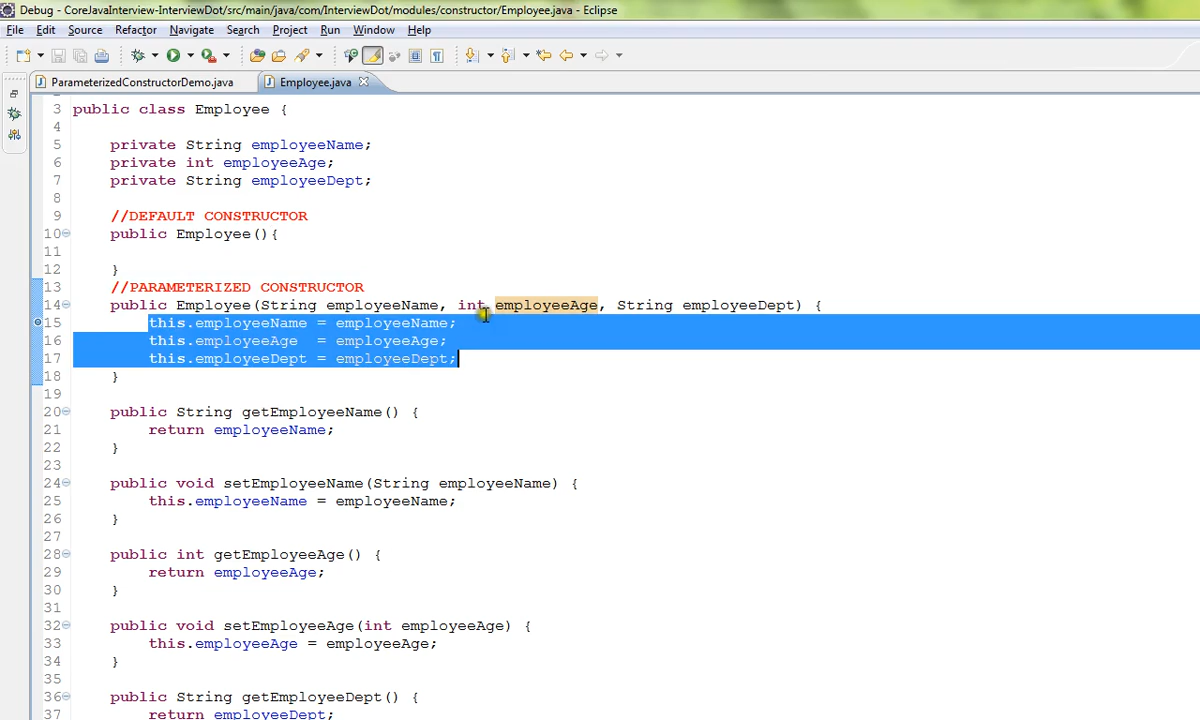 Debug - CoreJavaInterview-InterviewDot/src/main/java/com/InterviewDot/modules/constructor/Employee.java - Eclipse
File Edit Source Refactor Navigate Search Project Run Window Help
ParameterizedConstructorDemo.java Employee.java
3 public class Employee {
4
5 private String employeeName;
6 private int employeeAge;
7 private String employeeDept;
8
9 //DEFAULT CONSTRUCTOR
10 public Employee(){
11
12 }
13 //PARAMETERIZED CONSTRUCTOR
14 public Employee(String employeeName, int employeeAge, String employeeDept) {
15 this.employeeName = employeeName;
16 this.employeeAge  = employeeAge;
17 this.employeeDept = employeeDept;
18 }
19
20 public String getEmployeeName() {
21 return employeeName;
22 }
23
24 public void setEmployeeName(String employeeName) {
25 this.employeeName = employeeName;
26 }
27
28 public int getEmployeeAge() {
29 return employeeAge;
30 }
31
32 public void setEmployeeAge(int employeeAge) {
33 this.employeeAge = employeeAge;
34 }
35
36 public String getEmployeeDept() {
37 return employeeDept;